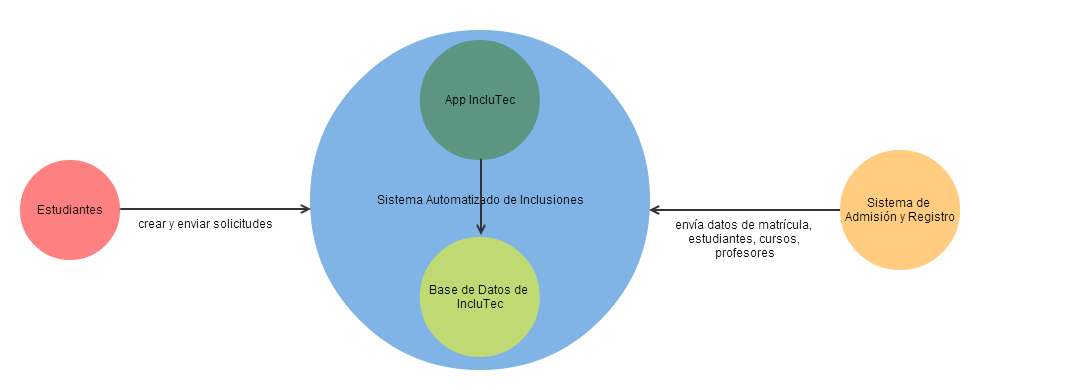 App IncluTec
Estudiantes
crear y enviar solicitudes
Sistema Automatizado de Inclusiones
Base de Datos de
IncluTec
envía datos de matrícula,
estudiantes, cursos,
profesores
Sistema de
Admisión y Registro